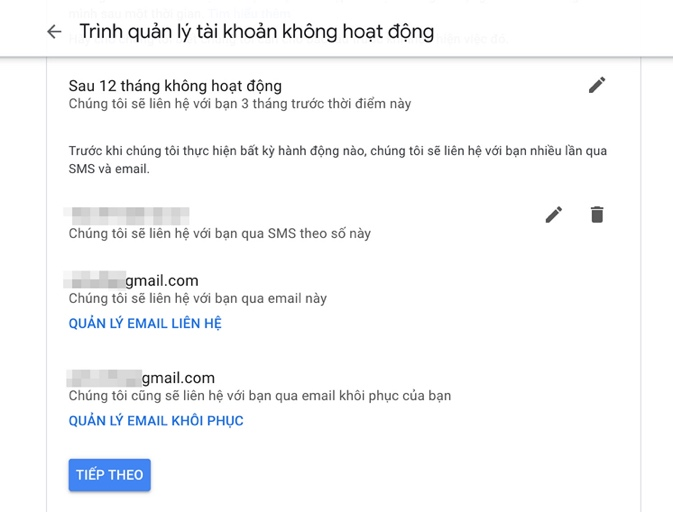 Trình quản lý tài khoản không hoạt động
Sau 12 tháng không hoạt động
Chúng tôi sẽ liên hệ với bạn 3 tháng trước thời điểm này
Trước khi chúng tôi thực hiện bất kỳ hành động nào, chúng tôi sẽ liên hệ với bạn nhiều lần qua
SMS và email.
Chúng tôi sẽ liên hệ với bạn qua SMS theo số này
gmail.com
Chúng tôi sẽ liên hệ với bạn qua email này
QUẢN LÝ EMAIL LIÊN HỆ
gmail.com
Chúng tôi cũng sẽ liên hệ với bạn qua email khôi phục của bạn
QUẢN LÝ EMAIL KHÔI PHỤC
TIẾP THEO